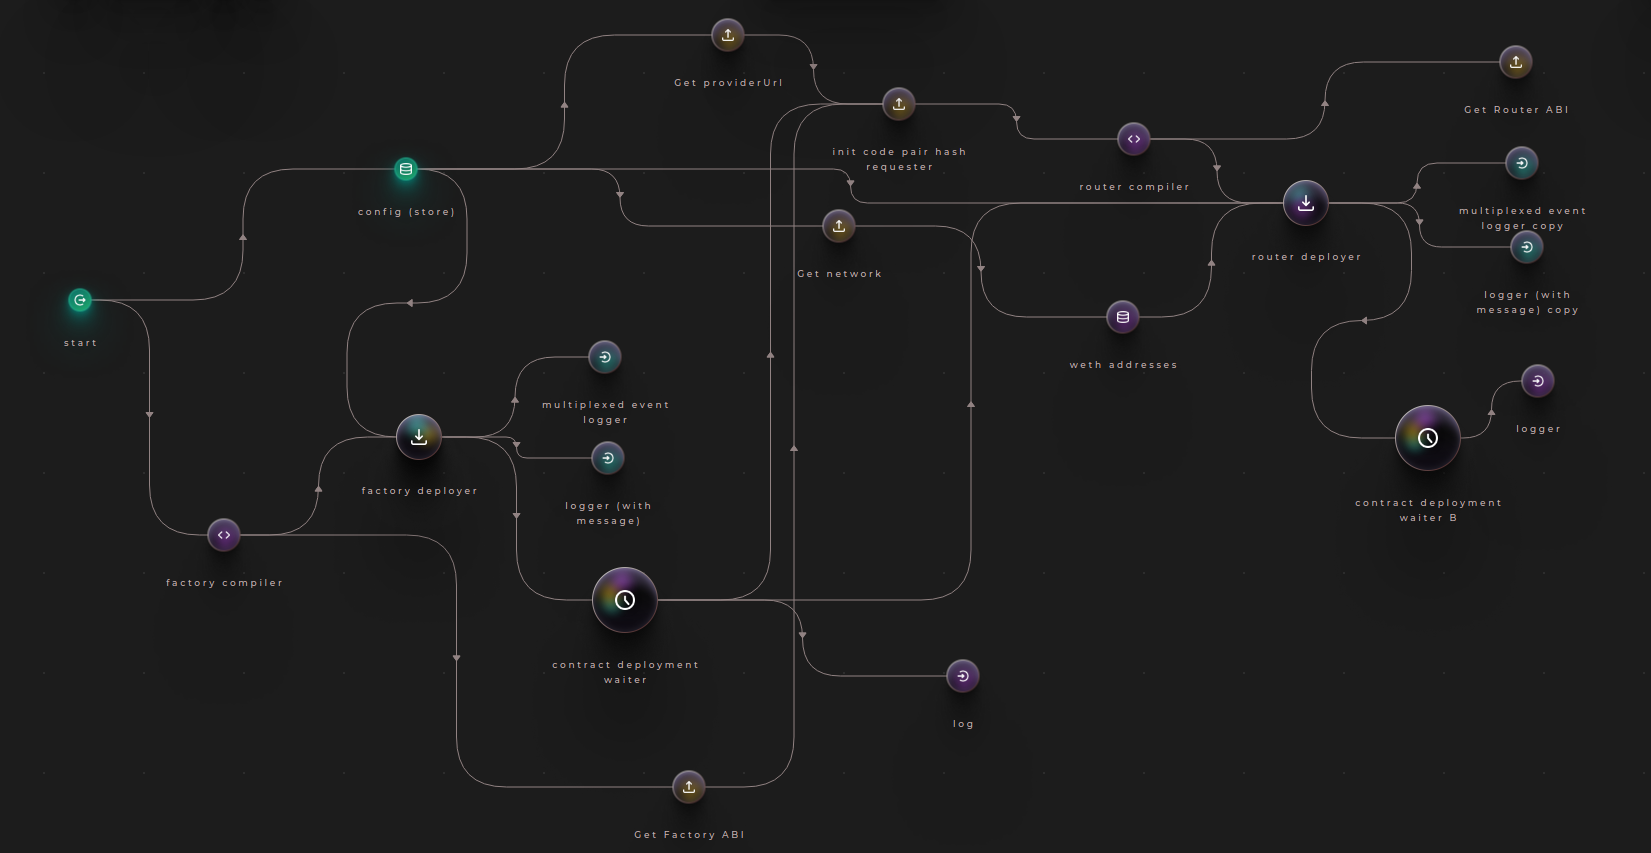 Get providerUrl
Get Router ABI
init code pair hash
requester
router compiler
config (store)
multiplexed event
logger copy
router deployer
Get network
logger (with
message) copy
start
weth addresses
multiplexed event
logger
logger
factory deployer
logger (with
message)
contract deployment
waiter B
factory compiler
contract deployment
waiter
log
Get Factory ABI